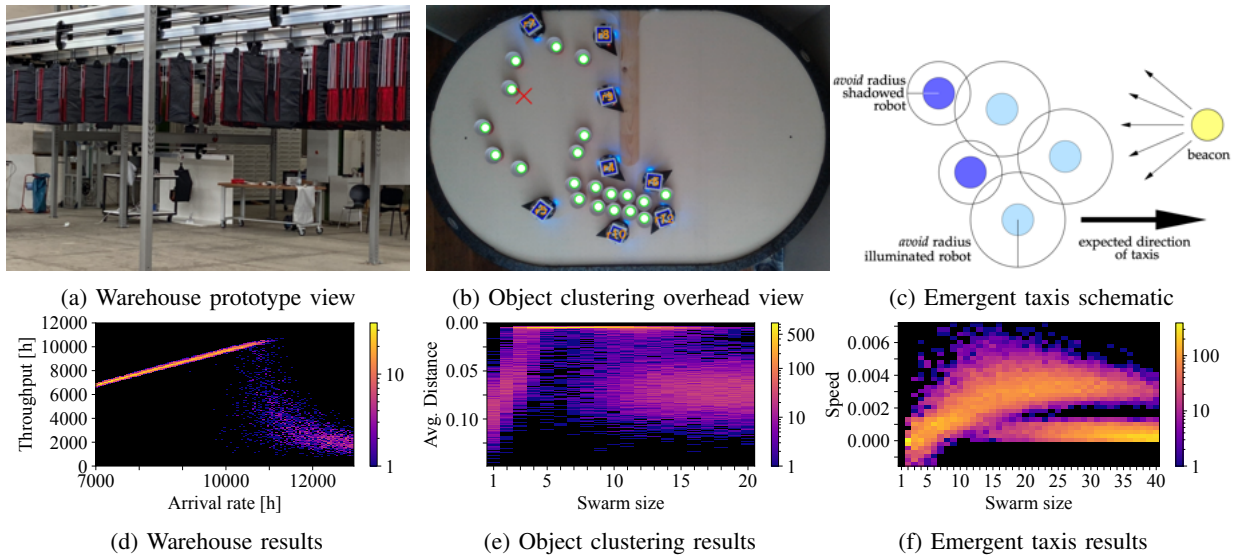 avoid radius
shadowed
robot
beacon
avoid radius
illuminated robot
expected direction
of taxis
(a) Warehouse prototype view
(b) Object clustering overhead view
(c) Emergent taxis schematic
12000
10000
8000
6000
4000
2000
0
Throughput [h]
7000
10000
12000
Arrival rate [h]
10
1
0.00
0.05
0.10
Avg. Distance
1
5
10
15
20
Swarm size
500
100
10
1
0.006
0.004
0.002
0.000
Speed
1
5
10
15
20
25
30
35
40
Swarm size
100
10
1
(d) Warehouse results
(e) Object clustering results
(f) Emergent taxis results